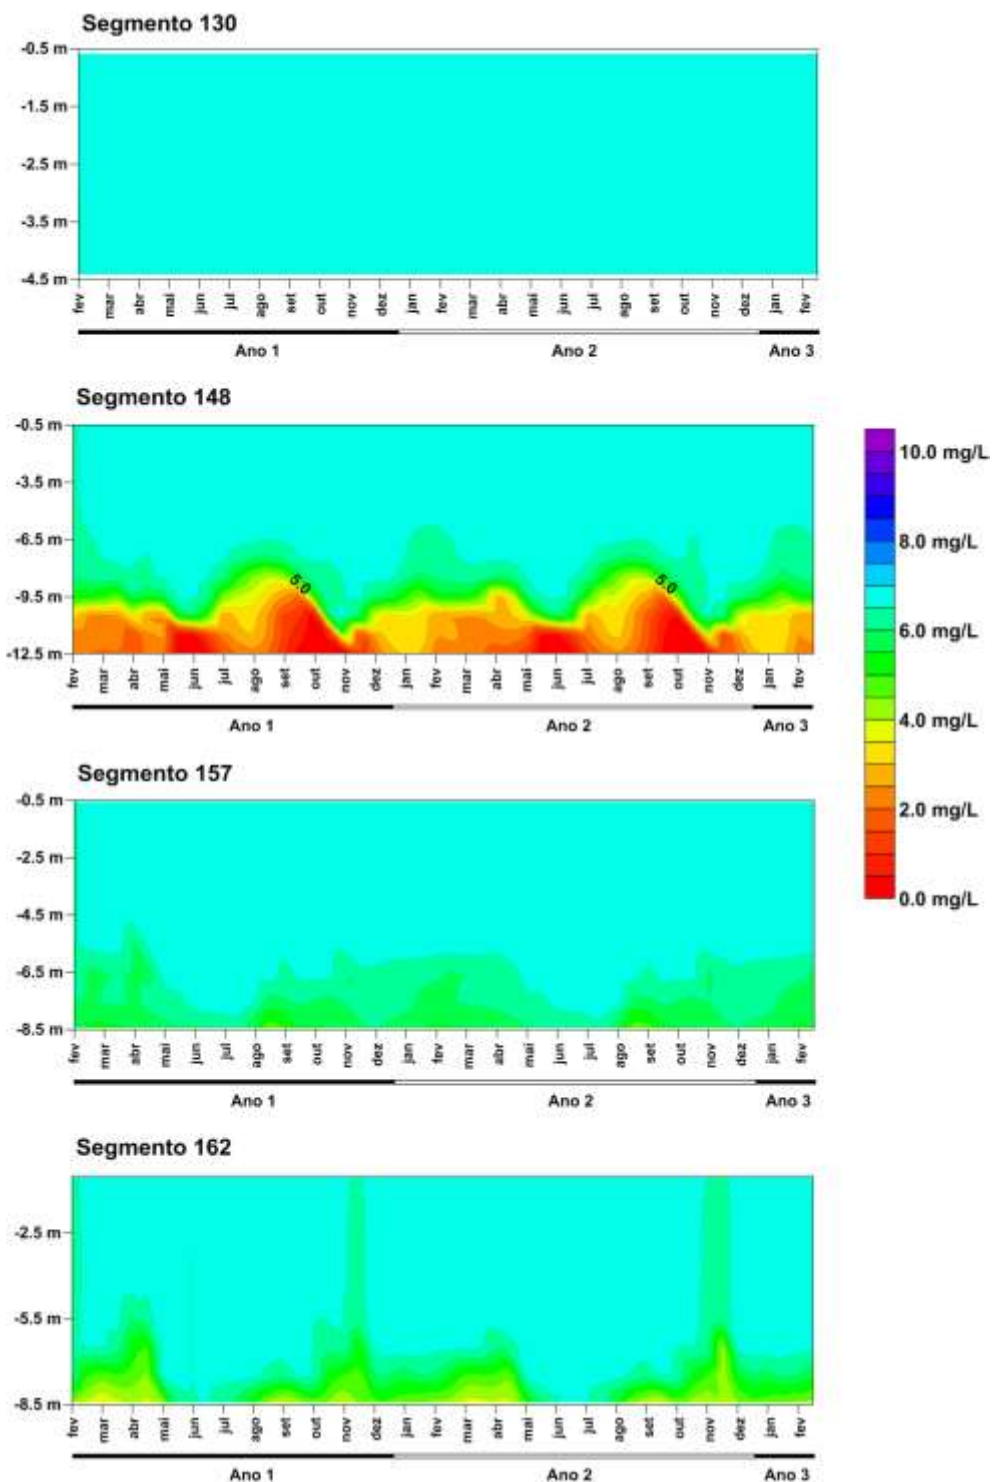 Segmento 130
-0.5 m
-1.5 m
-2.5 m
-3.5 m
-4.5 m
fev mar abr mai jun jul ago set out nov dez jan fev mar abr mai jun jul ago set out nov dez jan fev
Ano 1 Ano 2 Ano 3
Segmento 148
-0.5 m
-3.5 m
-6.5 m
-9.5 m
-12.5 m
5.0 5.0
fev mar abr mai jun jul ago set out nov dez jan fev mar abr mai jun jul ago set out nov dez jan fev
Ano 1 Ano 2 Ano 3
10.0 mg/L
8.0 mg/L
6.0 mg/L
4.0 mg/L
2.0 mg/L
0.0 mg/L
Segmento 157
-0.5 m
-2.5 m
-4.5 m
-6.5 m
-8.5 m
fev mar abr mai jun jul ago set out nov dez jan fev mar abr mai jun jul ago set out nov dez jan fev
Ano 1 Ano 2 Ano 3
Segmento 162
-2.5 m
-5.5 m
-8.5 m
fev mar abr mai jun jul ago set out nov dez jan fev mar abr mai jun jul ago set out nov dez jan fev
Ano 1 Ano 2 Ano 3